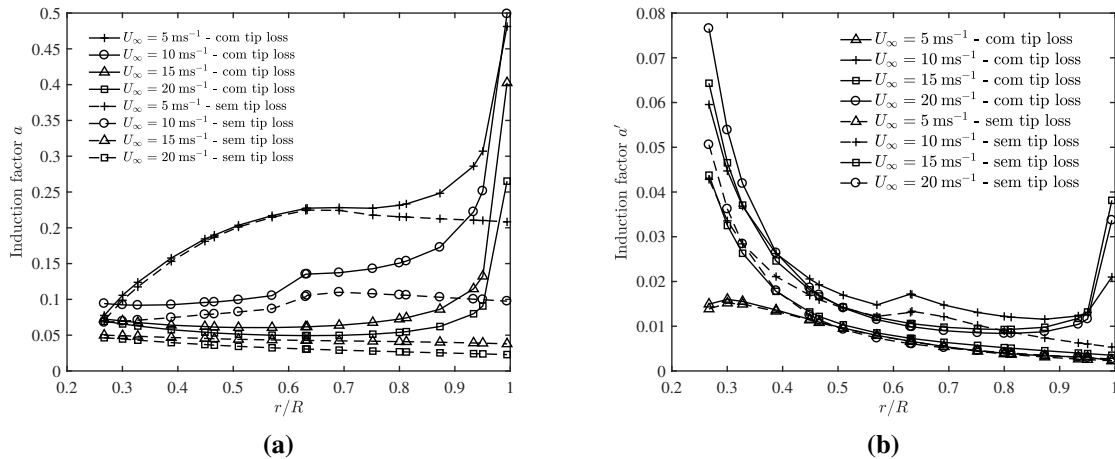 0.5
0.45
0.4
0.35
0.3
0.25
0.2
0.15
0.1
0.05
0
Induction factor a
U∞ = 5 ms⁻¹ - com tip loss
U∞ = 10 ms⁻¹ - com tip loss
U∞ = 15 ms⁻¹ - com tip loss
U∞ = 20 ms⁻¹ - com tip loss
U∞ = 5 ms⁻¹ - sem tip loss
U∞ = 10 ms⁻¹ - sem tip loss
U∞ = 15 ms⁻¹ - sem tip loss
U∞ = 20 ms⁻¹ - sem tip loss
0.2 0.3 0.4 0.5 0.6 0.7 0.8 0.9 1
r/R
(a)
0.08
0.07
0.06
0.05
0.04
0.03
0.02
0.01
0
Induction factor a′
U∞ = 5 ms⁻¹ - com tip loss
U∞ = 10 ms⁻¹ - com tip loss
U∞ = 15 ms⁻¹ - com tip loss
U∞ = 20 ms⁻¹ - com tip loss
U∞ = 5 ms⁻¹ - sem tip loss
U∞ = 10 ms⁻¹ - sem tip loss
U∞ = 15 ms⁻¹ - sem tip loss
U∞ = 20 ms⁻¹ - sem tip loss
0.2 0.3 0.4 0.5 0.6 0.7 0.8 0.9 1
r/R
(b)